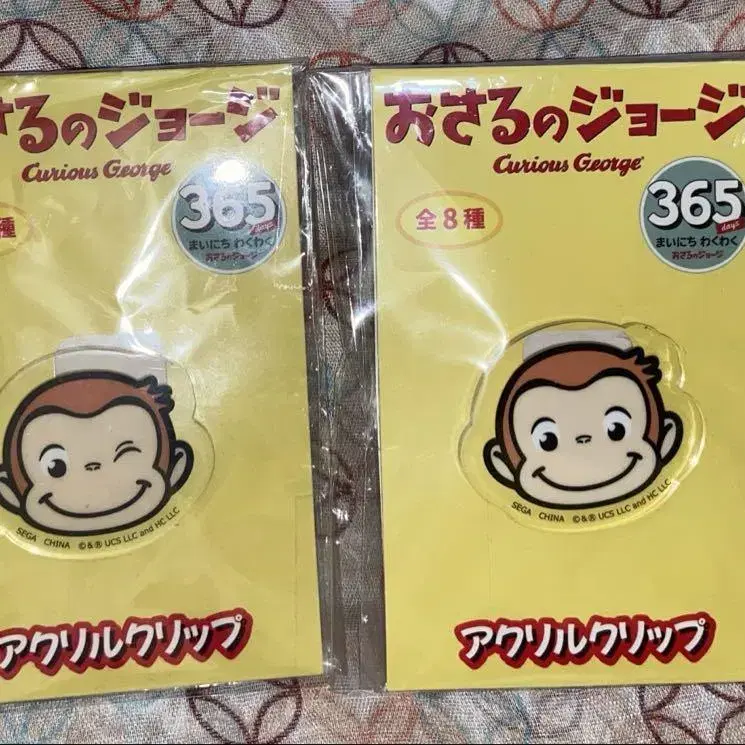 さるのジョージ
Curious George
種
365
days
まいにち わくわく
おさるのジョージ
SEGA CHINA ©&® UCS LLC and HC LLC
アクリルクリップ
おさるのジョージ
Curious George®
全8種
365
days
まいにち わくわく
おさるのジョージ
SEGA CHINA ©&® UCS LLC and HC LLC
アクリルクリップ